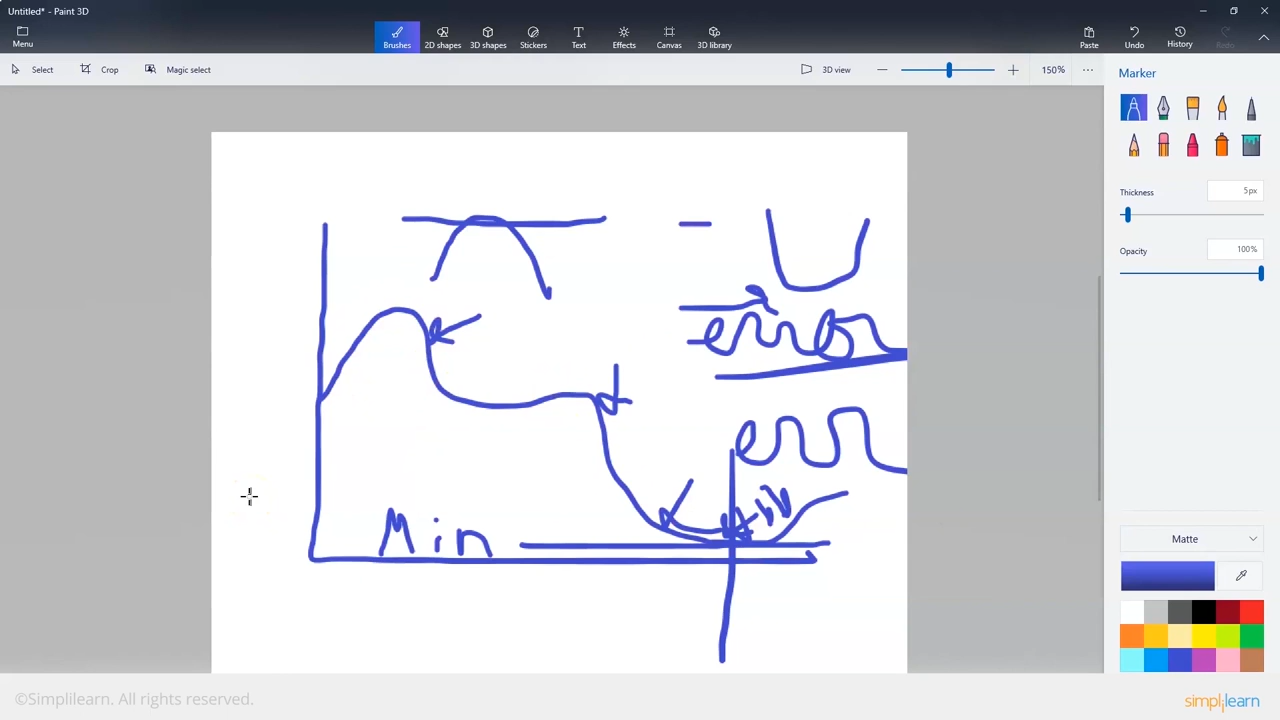 Untitled* - Paint 3D
Menu
Brushes
2D shapes
3D shapes
Stickers
Text
Effects
Canvas
3D library
Paste
Undo
History
Redo
Select
Crop
Magic select
3D view
150%
Marker
Thickness
5px
Opacity
100%
error
err
Min
Matte
©Simplilearn. All rights reserved.
simplilearn